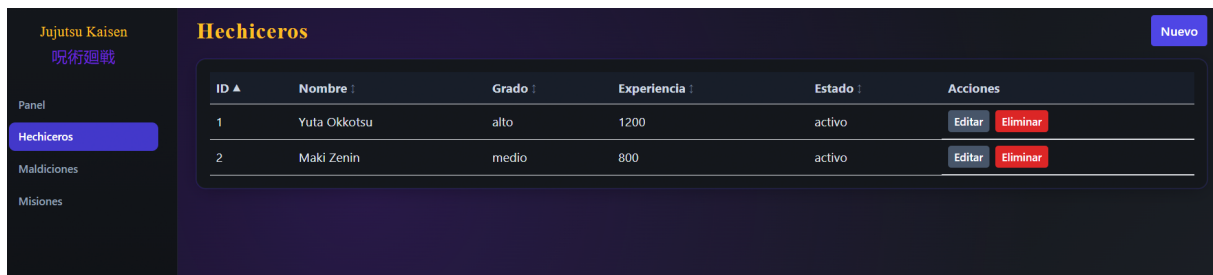 Jujutsu Kaisen
呪術廻戦
Panel
Hechiceros
Maldiciones
Misiones
Hechiceros
Nuevo
ID ▲ Nombre ↕ Grado ↕ Experiencia ↕ Estado ↕ Acciones
1 Yuta Okkotsu alto 1200 activo Editar Eliminar
2 Maki Zenin medio 800 activo Editar Eliminar